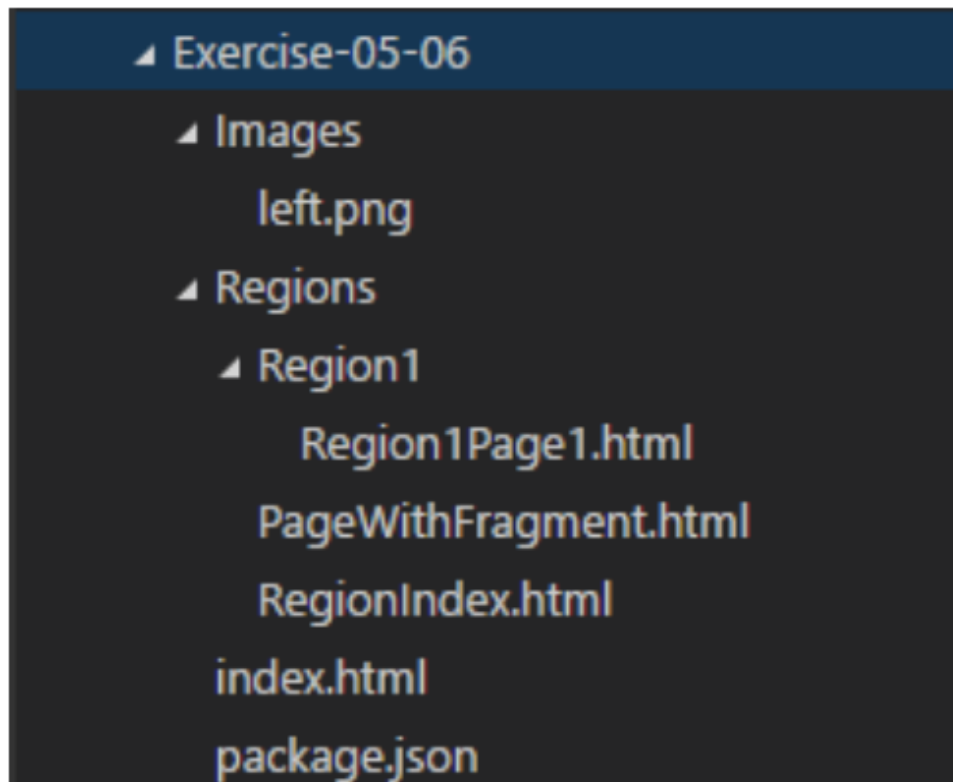 Exercise-05-06
Images
left.png
Regions
Region1
Region1Page1.html
PageWithFragment.html
RegionIndex.html
index.html
package.json